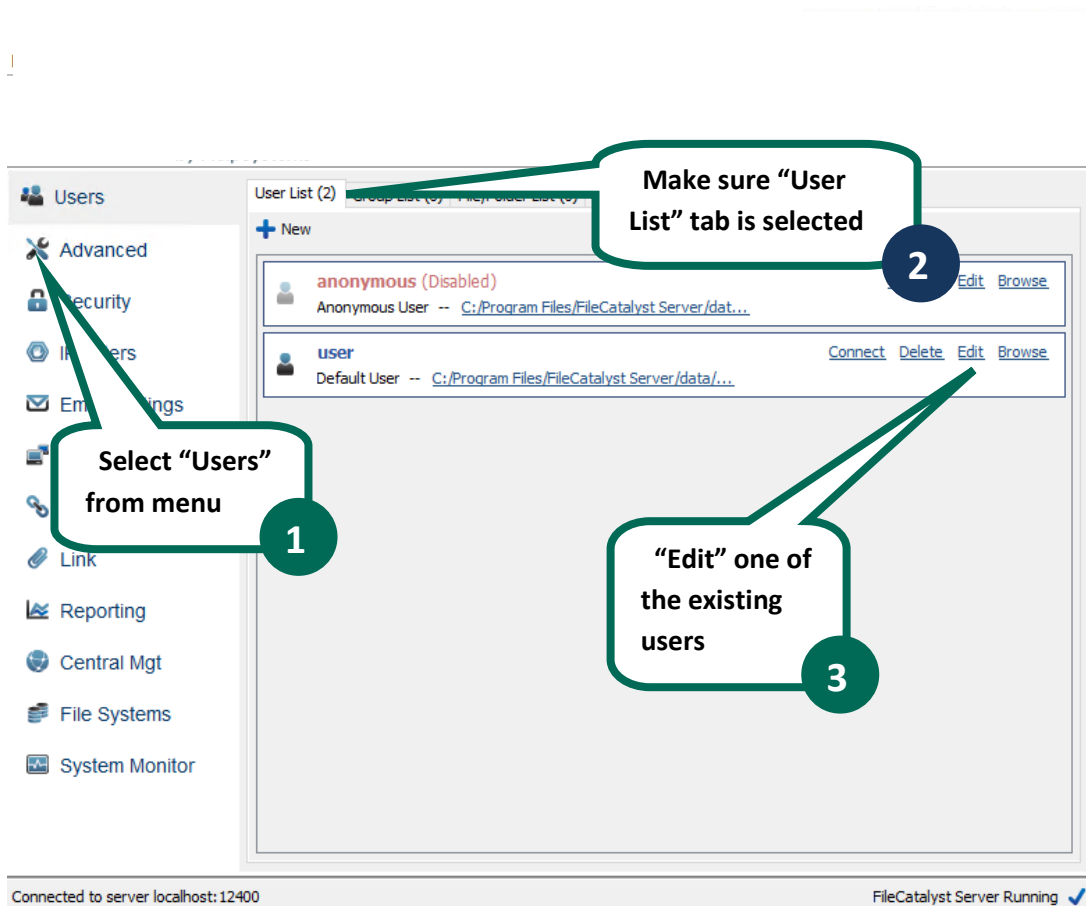 Users
User List (2)
Make sure “User
List” tab is selected
2
New
Advanced
anonymous (Disabled)
Edit Browse
Anonymous User -- C:/Program Files/FileCatalyst Server/dat...
user
Connect Delete Edit Browse
Default User -- C:/Program Files/FileCatalyst Server/data/...
Select “Users”
from menu
1
Link
“Edit” one of
the existing
users
3
Reporting
Central Mgt
File Systems
System Monitor
Connected to server localhost:12400
FileCatalyst Server Running